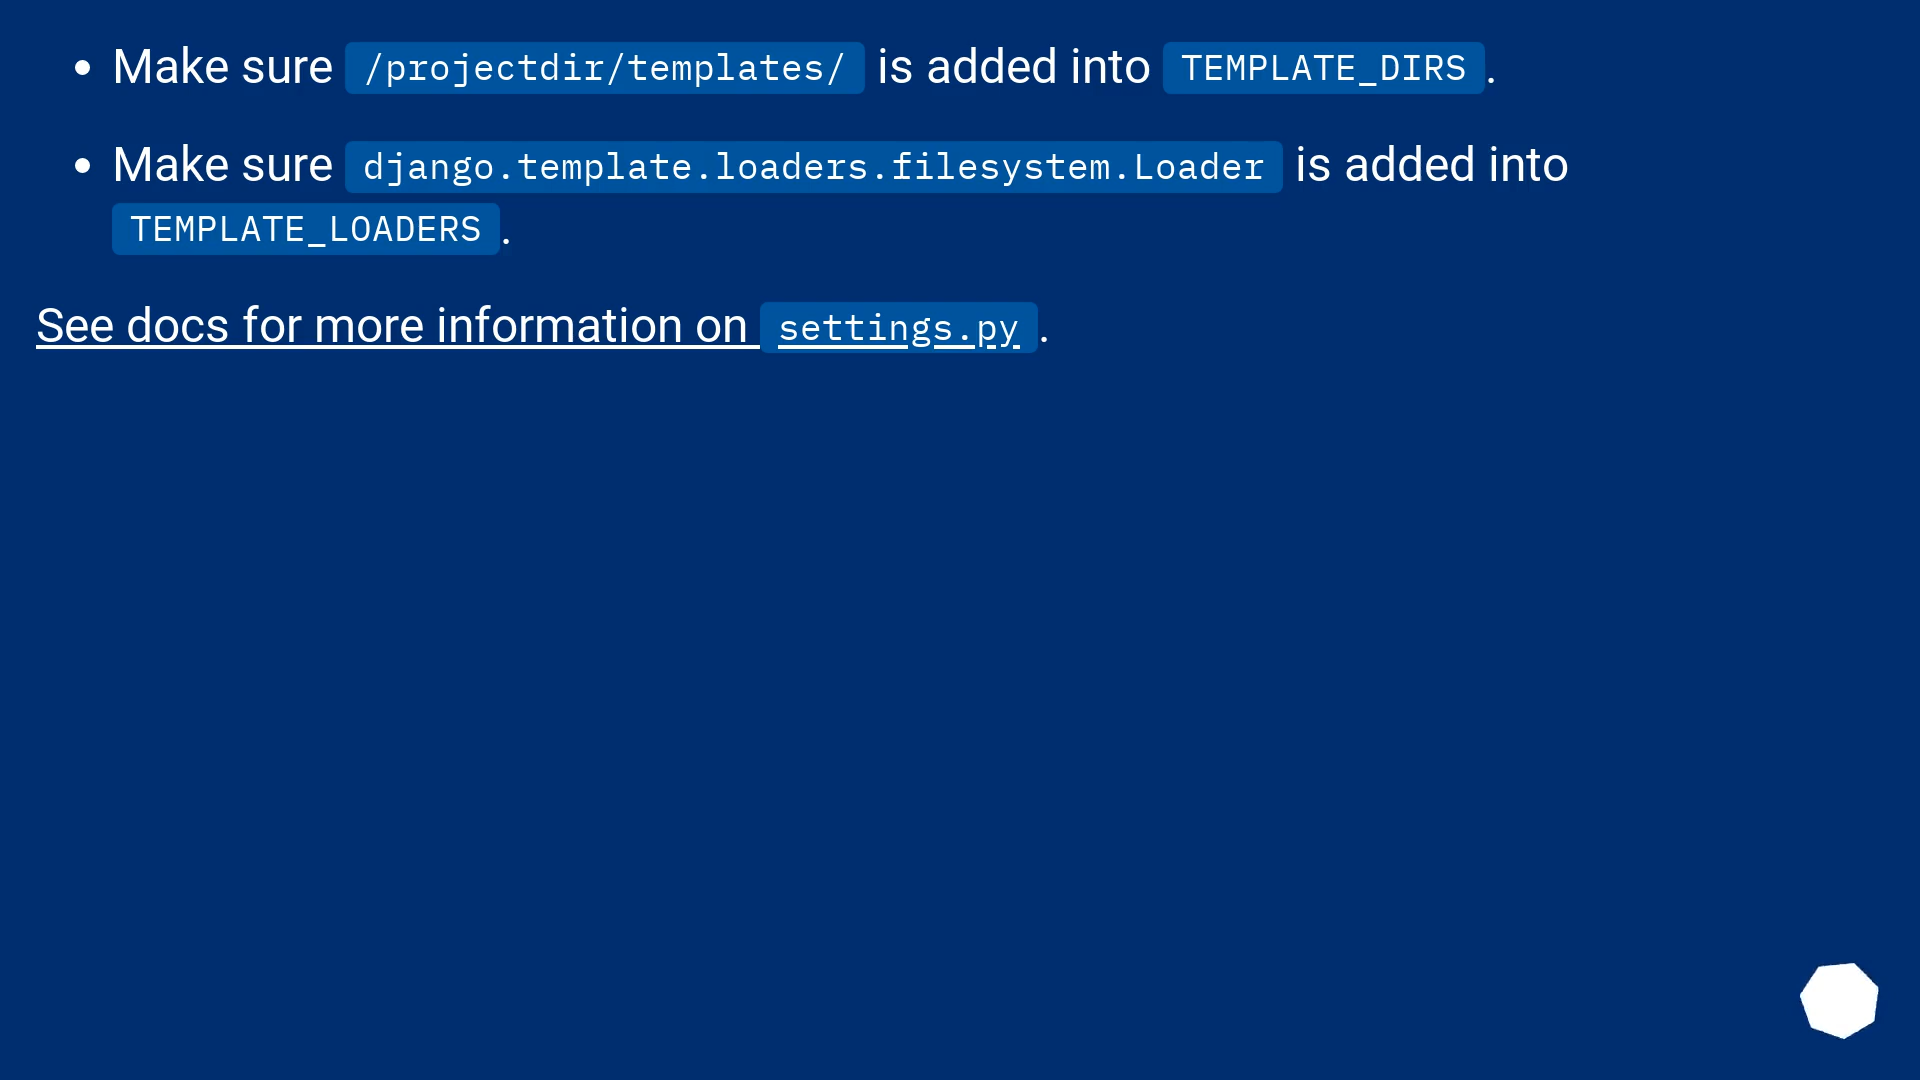 • Make sure /projectdir/templates/ is added into TEMPLATE_DIRS.
• Make sure django.template.loaders.filesystem.Loader is added into
TEMPLATE_LOADERS.
See docs for more information on settings.py.